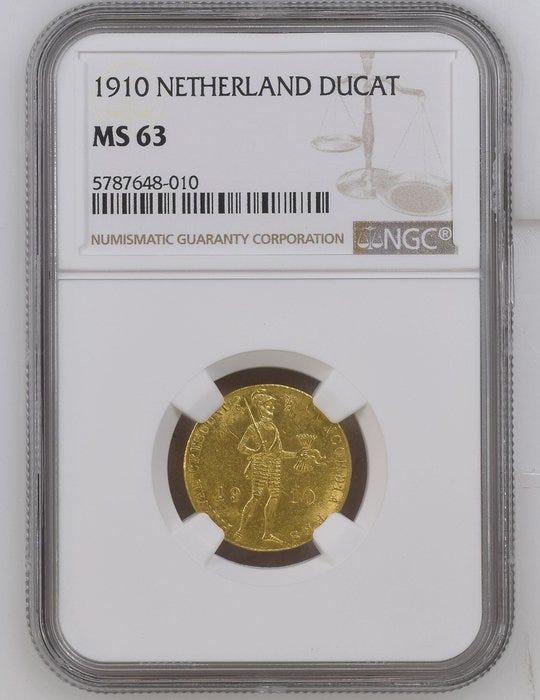 1910 NETHERLAND DUCAT
MS 63
5787648-010
NUMISMATIC GUARANTY CORPORATION
NGC®
19 10